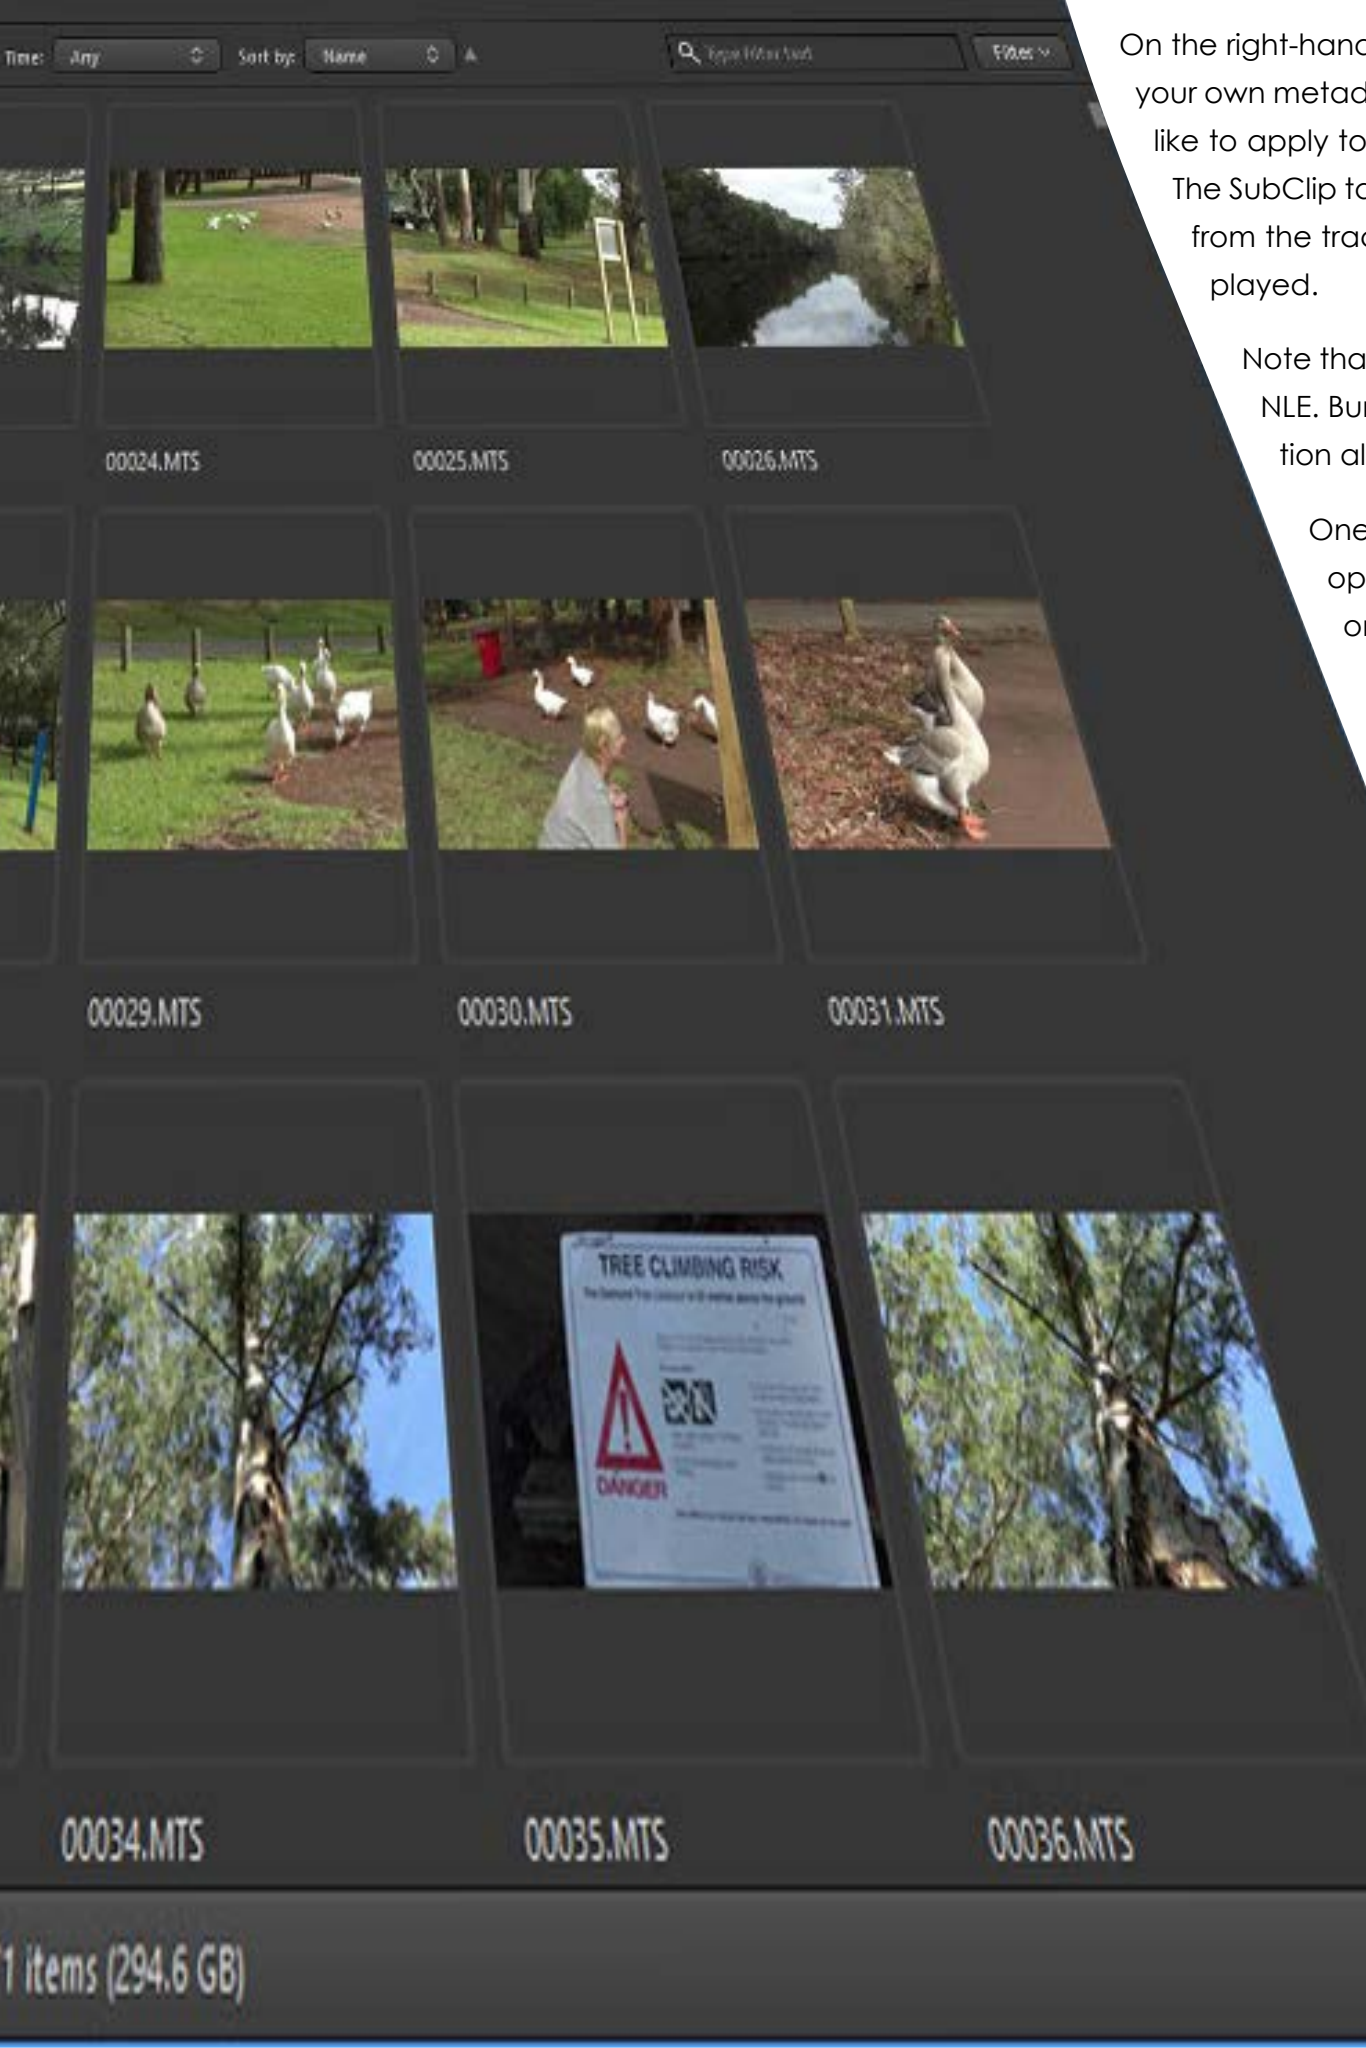 Time: Any Sort by: Name Filter
00024.MTS 00025.MTS 00026.MTS
00029.MTS 00030.MTS 00031.MTS
TREE CLIMBING RISK
DANGER
00034.MTS 00035.MTS 00036.MTS
1 items (294.6 GB)
On the right-hand
your own metad
like to apply to
The SubClip to
from the trac
played.
Note tha
NLE. Bur
tion al
One
op
or